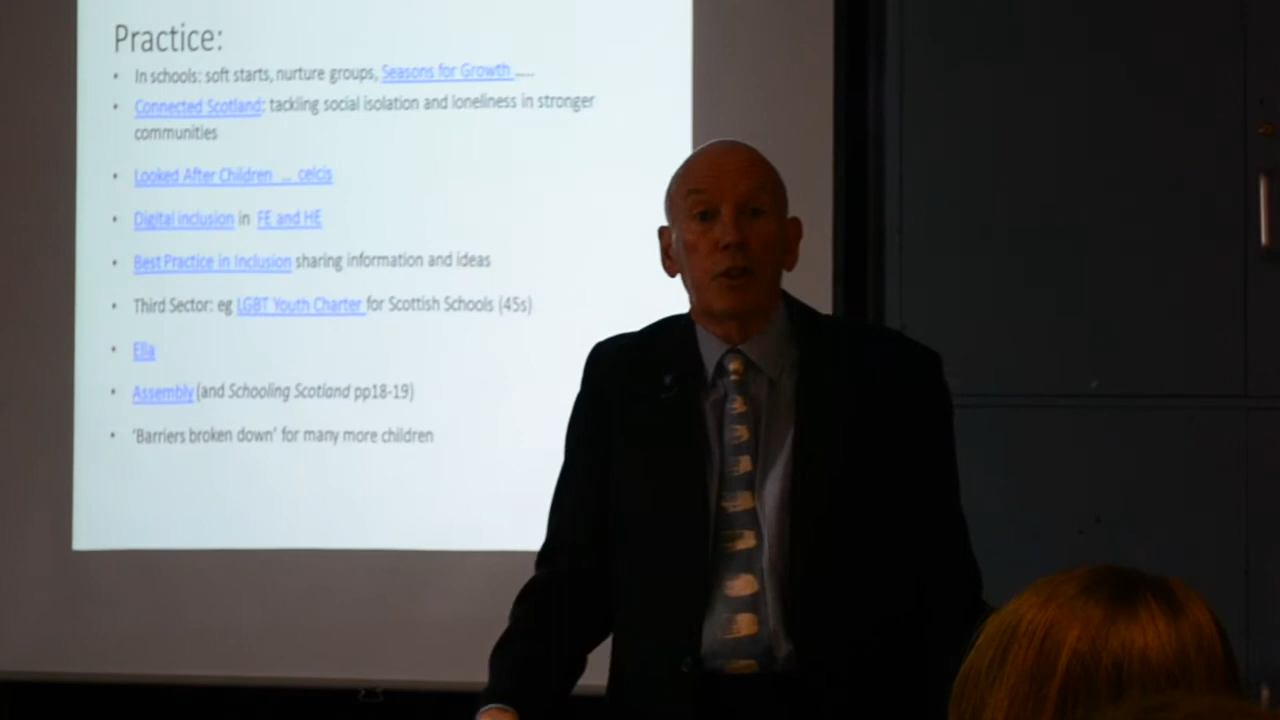 Practice:
• In schools: soft starts, nurture groups, Seasons for Growth .....
• Connected Scotland: tackling social isolation and loneliness in stronger
communities
• Looked After Children ... celcis
• Digital inclusion in FE and HE
• Best Practice in Inclusion sharing information and ideas
• Third Sector: eg LGBT Youth Charter for Scottish Schools (45s)
• Ella
• Assembly (and Schooling Scotland pp18-19)
• 'Barriers broken down' for many more children